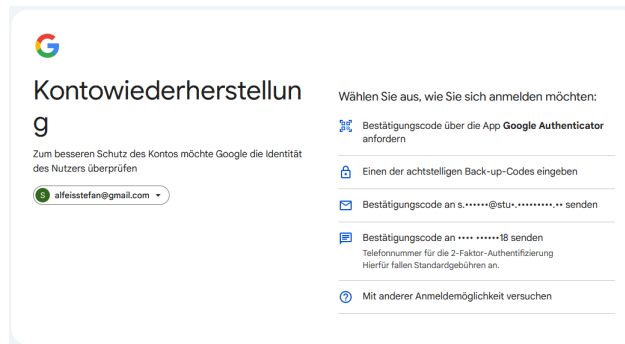 Kontowiederherstellun
g
Zum besseren Schutz des Kontos möchte Google die Identität
des Nutzers überprüfen
S alfeisstefan@gmail.com
Wählen Sie aus, wie Sie sich anmelden möchten:
Bestätigungscode über die App Google Authenticator
anfordern
Einen der achtstelligen Back-up-Codes eingeben
Bestätigungscode an s.••••••@stu•.•••••••••.•• senden
Bestätigungscode an •••• ••••••18 senden
Telefonnummer für die 2-Faktor-Authentifizierung
Hierfür fallen Standardgebühren an.
Mit anderer Anmeldemöglichkeit versuchen